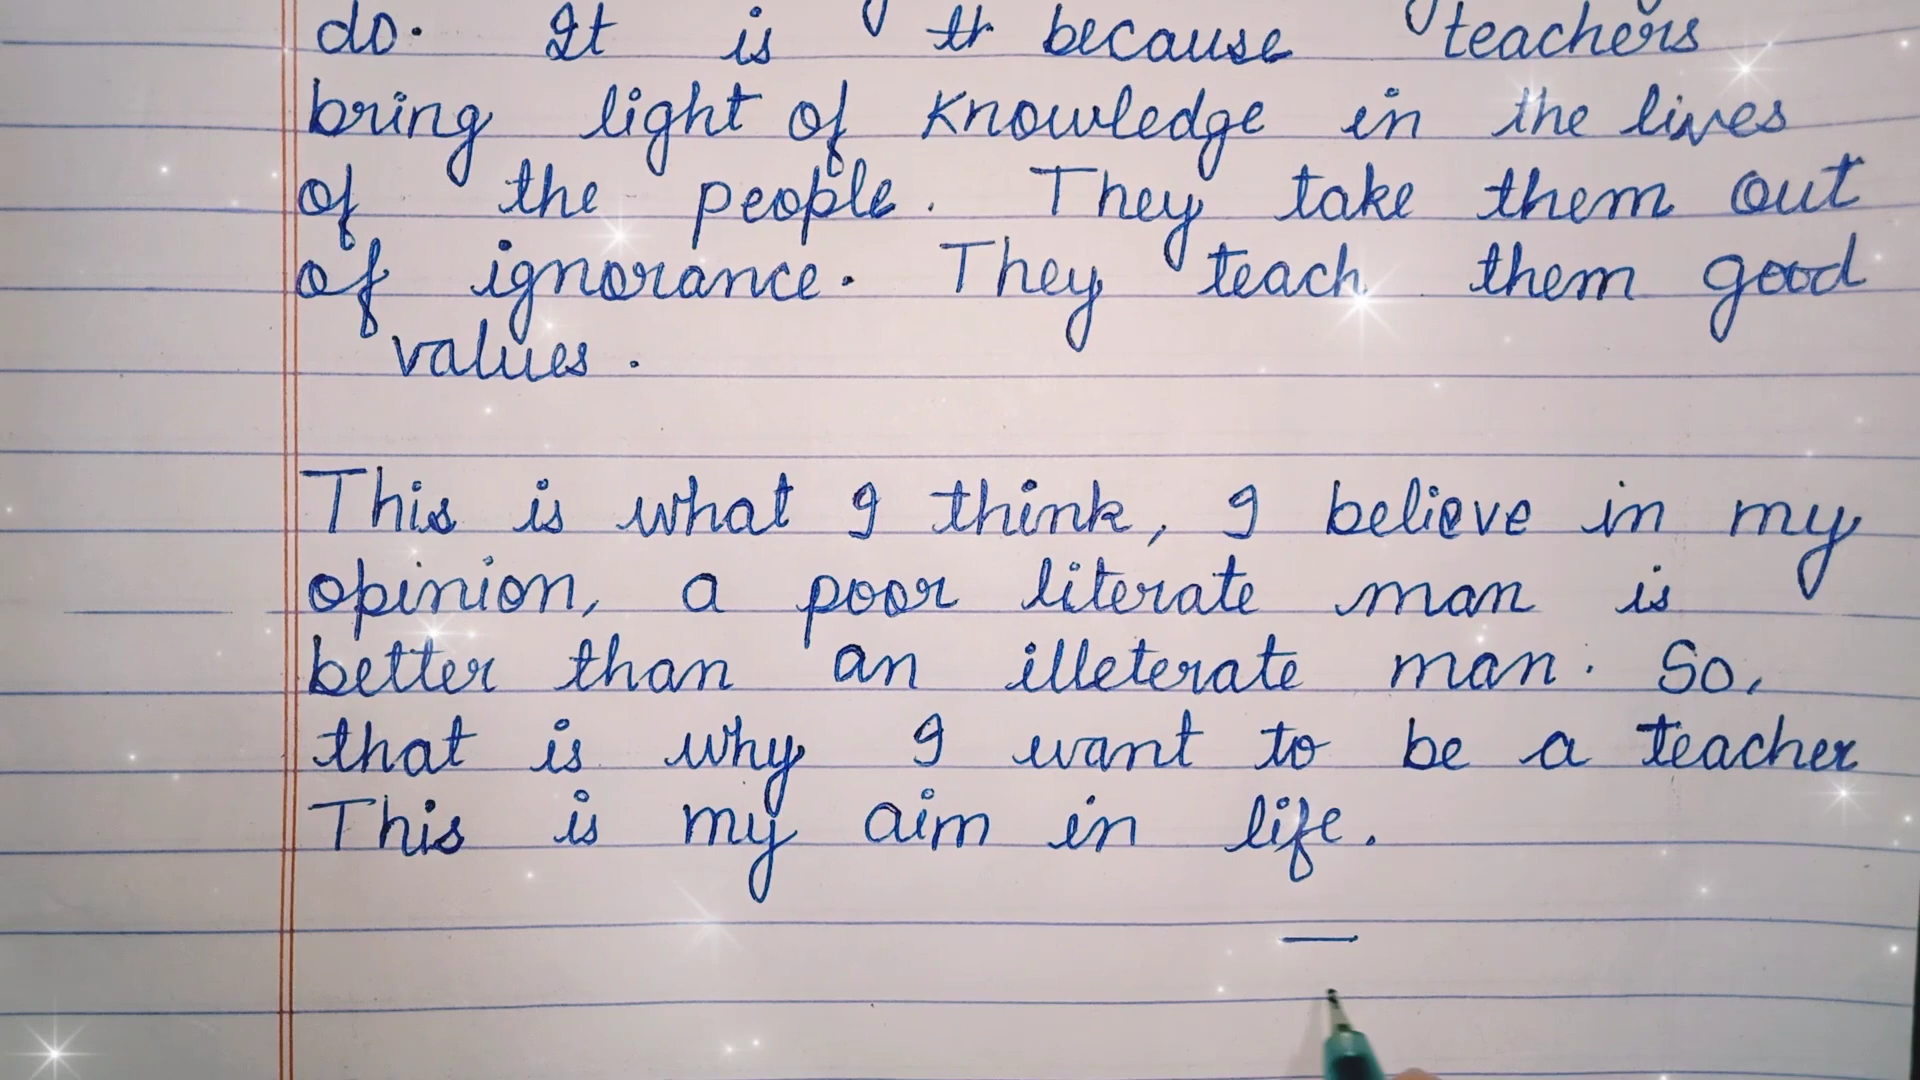 do. It is because teachers
bring light of knowledge in the lives
of the people. They take them out
of ignorance. They teach them good
values.
This is what I think, I believe in my
opinion, a poor literate man is
better than an illeterate man. So,
that is why I want to be a teacher
This is my aim in life.